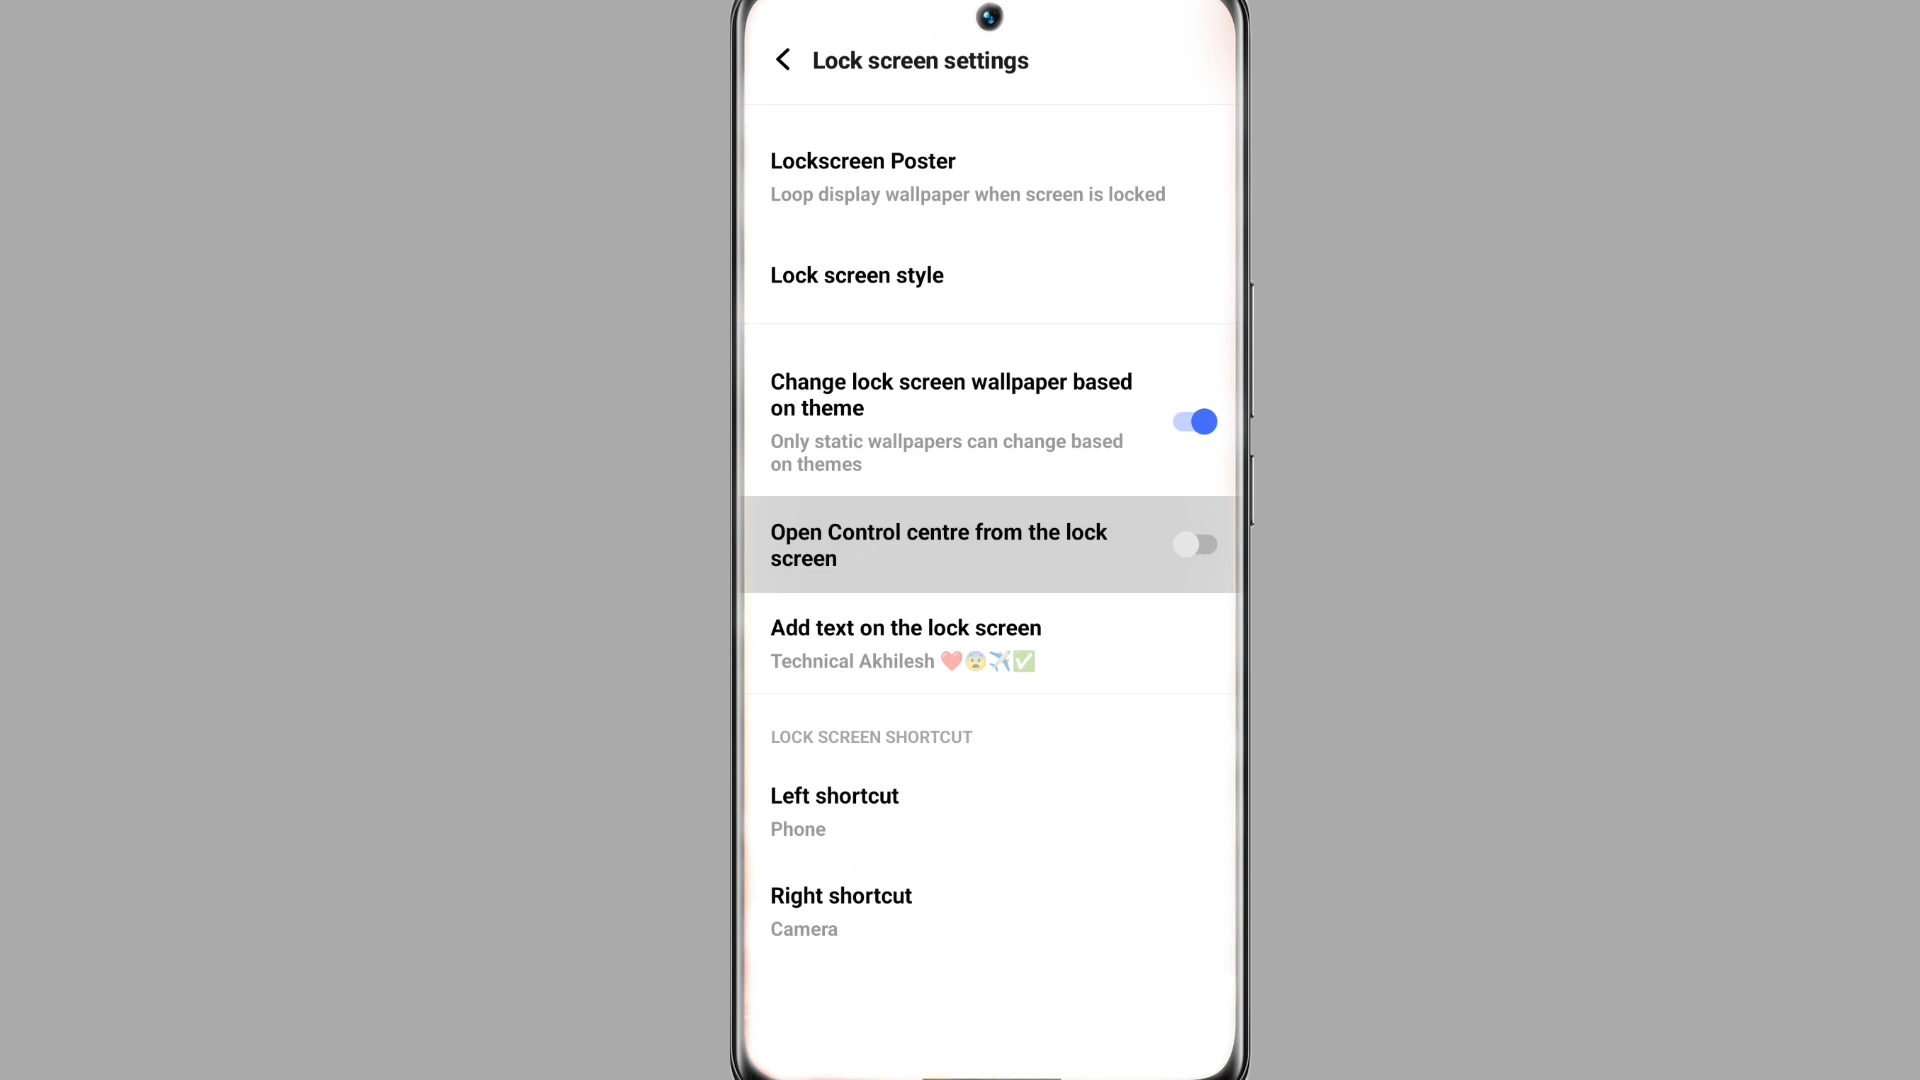 Lock screen settings
Lockscreen Poster
Loop display wallpaper when screen is locked
Lock screen style
Change lock screen wallpaper based
on theme
Only static wallpapers can change based
on themes
Open Control centre from the lock
screen
Add text on the lock screen
Technical Akhilesh ❤️😨✈️✅
LOCK SCREEN SHORTCUT
Left shortcut
Phone
Right shortcut
Camera